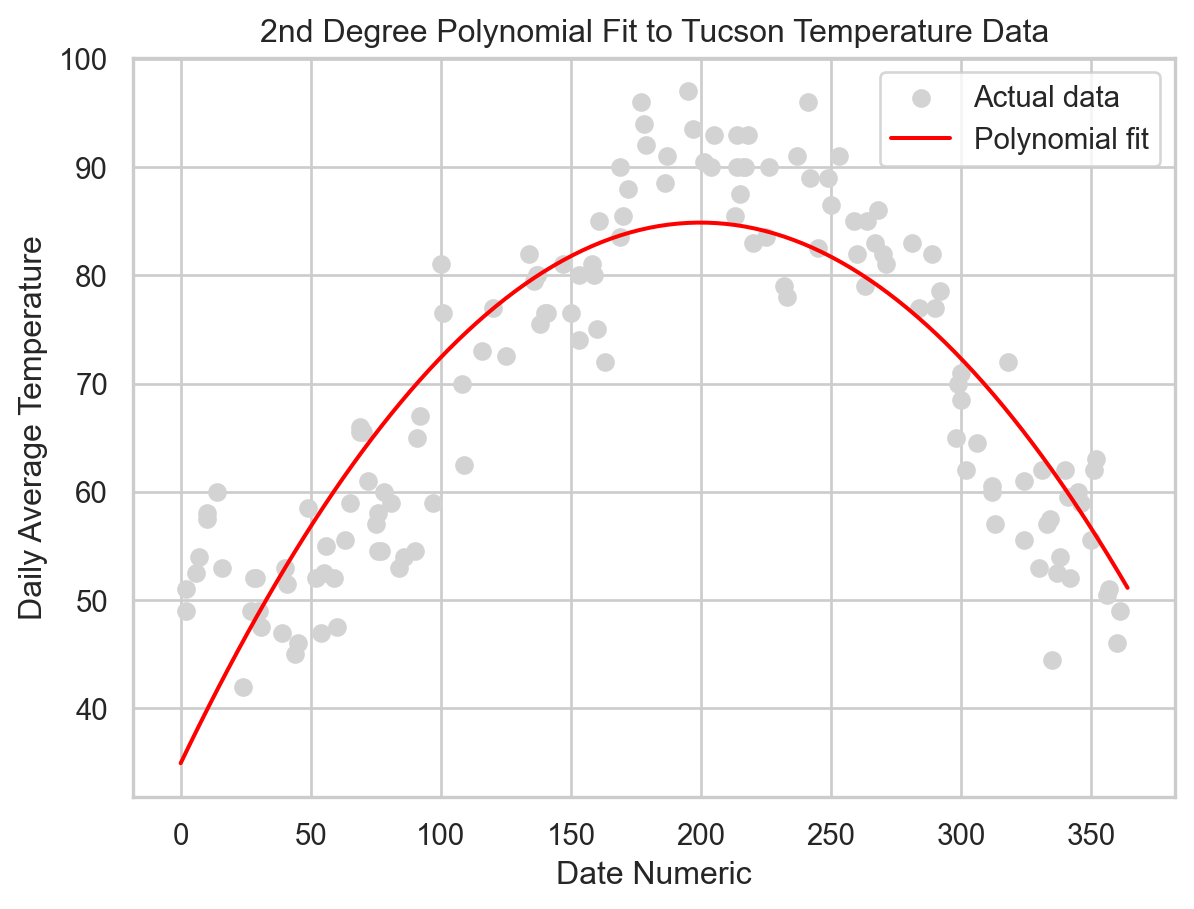 2nd Degree Polynomial Fit to Tucson Temperature Data
Actual data
Polynomial fit
Daily Average Temperature
100
90
80
70
60
50
40
0 50 100 150 200 250 300 350
Date Numeric